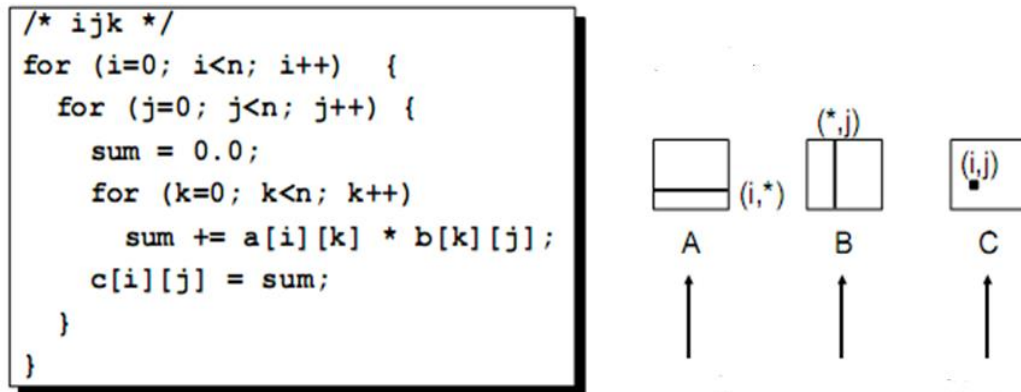 /* ijk */
for (i=0; i<n; i++) {
for (j=0; j<n; j++) {
sum = 0.0;
for (k=0; k<n; k++)
sum += a[i][k] * b[k][j];
c[i][j] = sum;
}
}
(*,j)
(i,j)
(i,*)
A B C